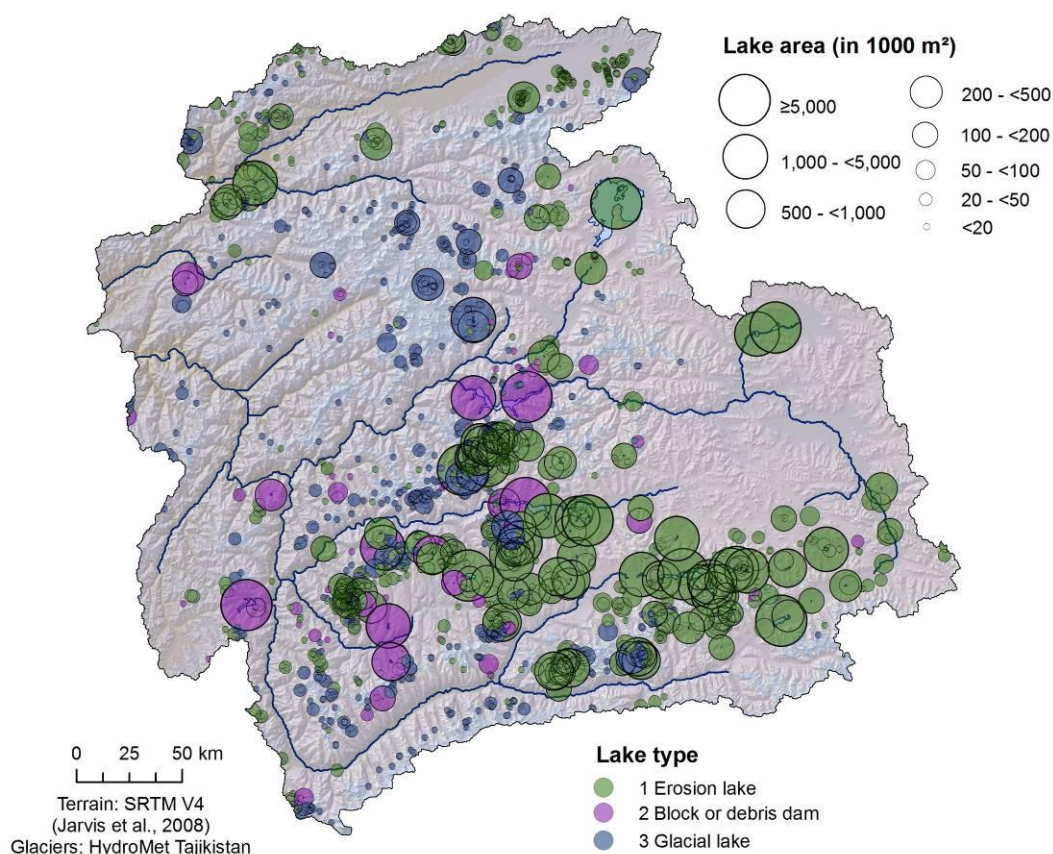 Lake area (in 1000 m²)
≥5,000
1,000 - <5,000
500 - <1,000
200 - <500
100 - <200
50 - <100
20 - <50
<20
0 25 50 km
Terrain: SRTM V4
(Jarvis et al., 2008)
Glaciers: HydroMet Tajikistan
Lake type
1 Erosion lake
2 Block or debris dam
3 Glacial lake